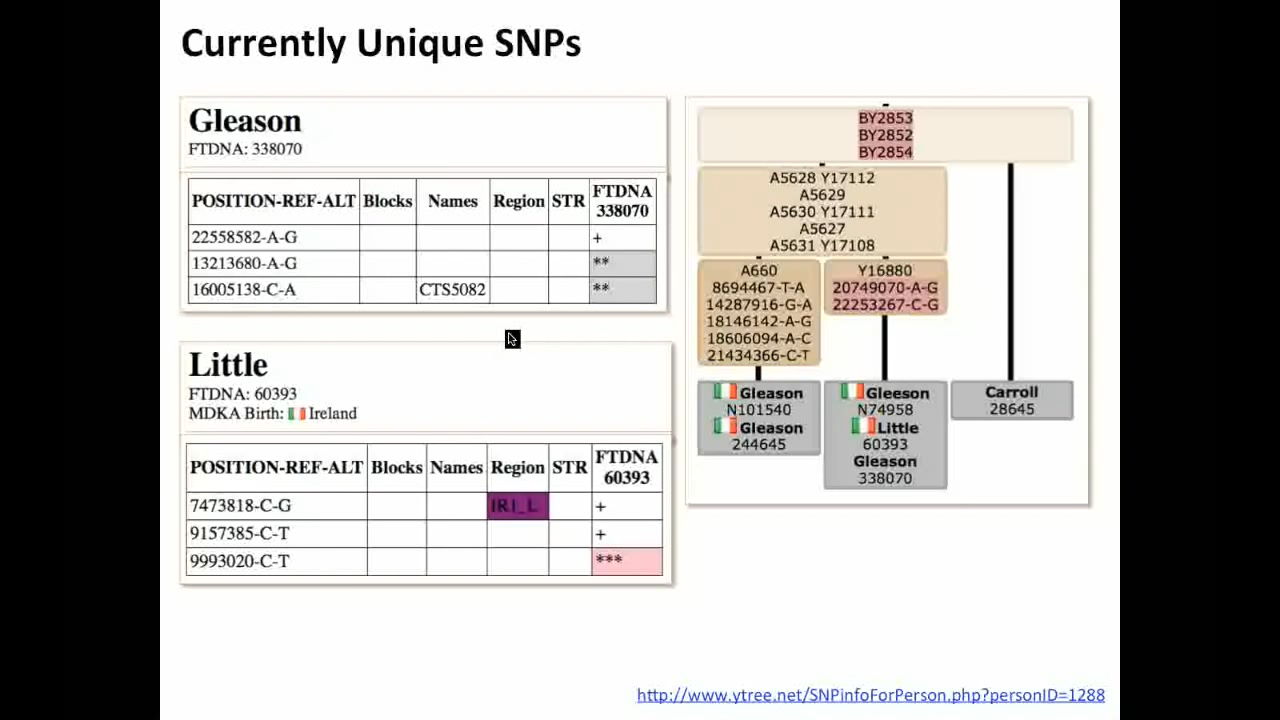 Currently Unique SNPs
Gleason
FTDNA: 338070
POSITION-REF-ALT Blocks Names Region STR FTDNA 338070
22558582-A-G +
13213680-A-G **
16005138-C-A CTS5082 **
Little
FTDNA: 60393
MDKA Birth: Ireland
POSITION-REF-ALT Blocks Names Region STR FTDNA 60393
7473818-C-G IR1_L +
9157385-C-T +
9993020-C-T ***
BY2853
BY2852
BY2854
A5628 Y17112
A5629
A5630 Y17111
A5627
A5631 Y17108
A660
8694467-T-A
14287916-G-A
18146142-A-G
18606094-A-C
21434366-C-T
Y16880
20749070-A-G
22253267-C-G
Gleason
N101540
Gleason
244645
Gleeson
N74958
Little
60393
Gleason
338070
Carroll
28645
http://www.ytree.net/SNPinfoForPerson.php?personID=1288